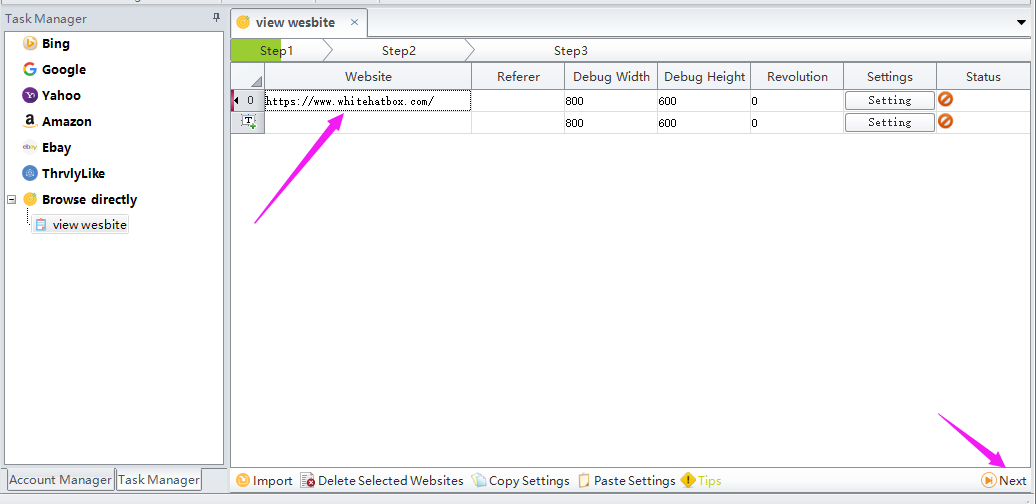 Task Manager
Bing
Google
Yahoo
Amazon
Ebay
ThrvlyLike
Browse directly
view wesbite
Account Manager
Task Manager
view wesbite
Step1 Step2 Step3
Website Referer Debug Width Debug Height Revolution Settings Status
0 https://www.whitehatbox.com/ 800 600 0 Setting
800 600 0 Setting
Import Delete Selected Websites Copy Settings Paste Settings Tips Next